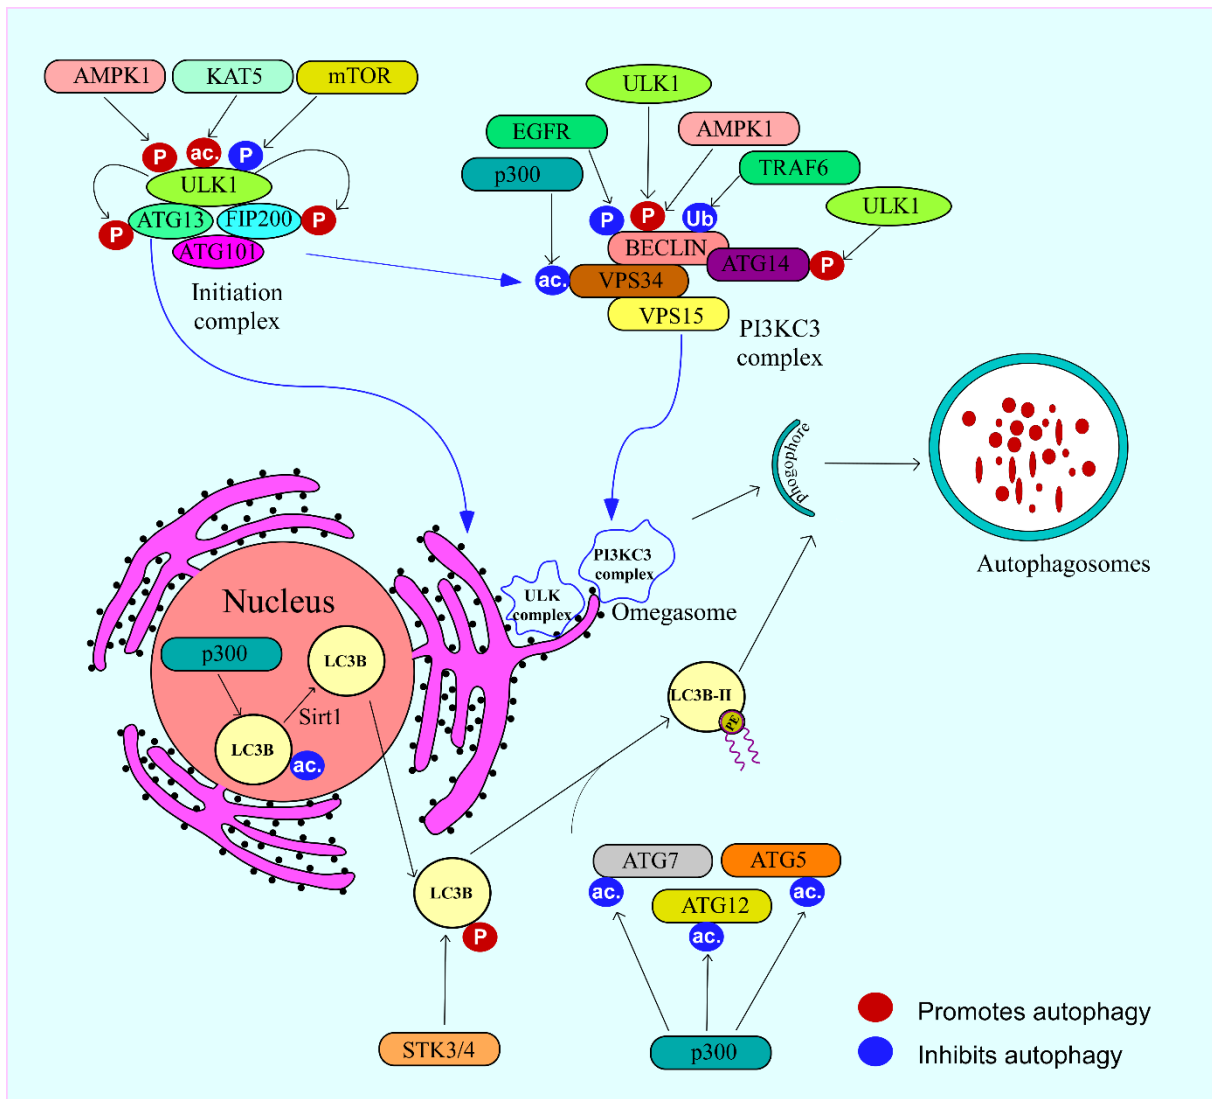 AMPK1
KAT5
mTOR
P
ac.
P
ULK1
ATG13
FIP200
P
P
ATG101
Initiation
complex
ULK1
EGFR
AMPK1
p300
TRAF6
ULK1
P
P
Ub
BECLIN
ATG14
P
ac.
VPS34
VPS15
PI3KC3
complex
phogophore
Autophagosomes
PI3KC3
complex
ULK
complex
Omegasome
Nucleus
p300
LC3B
Sirt1
LC3B
ac.
LC3B-II
PE
LC3B
P
STK3/4
ATG7
ATG5
ac.
ac.
ATG12
ac.
p300
Promotes autophagy
Inhibits autophagy